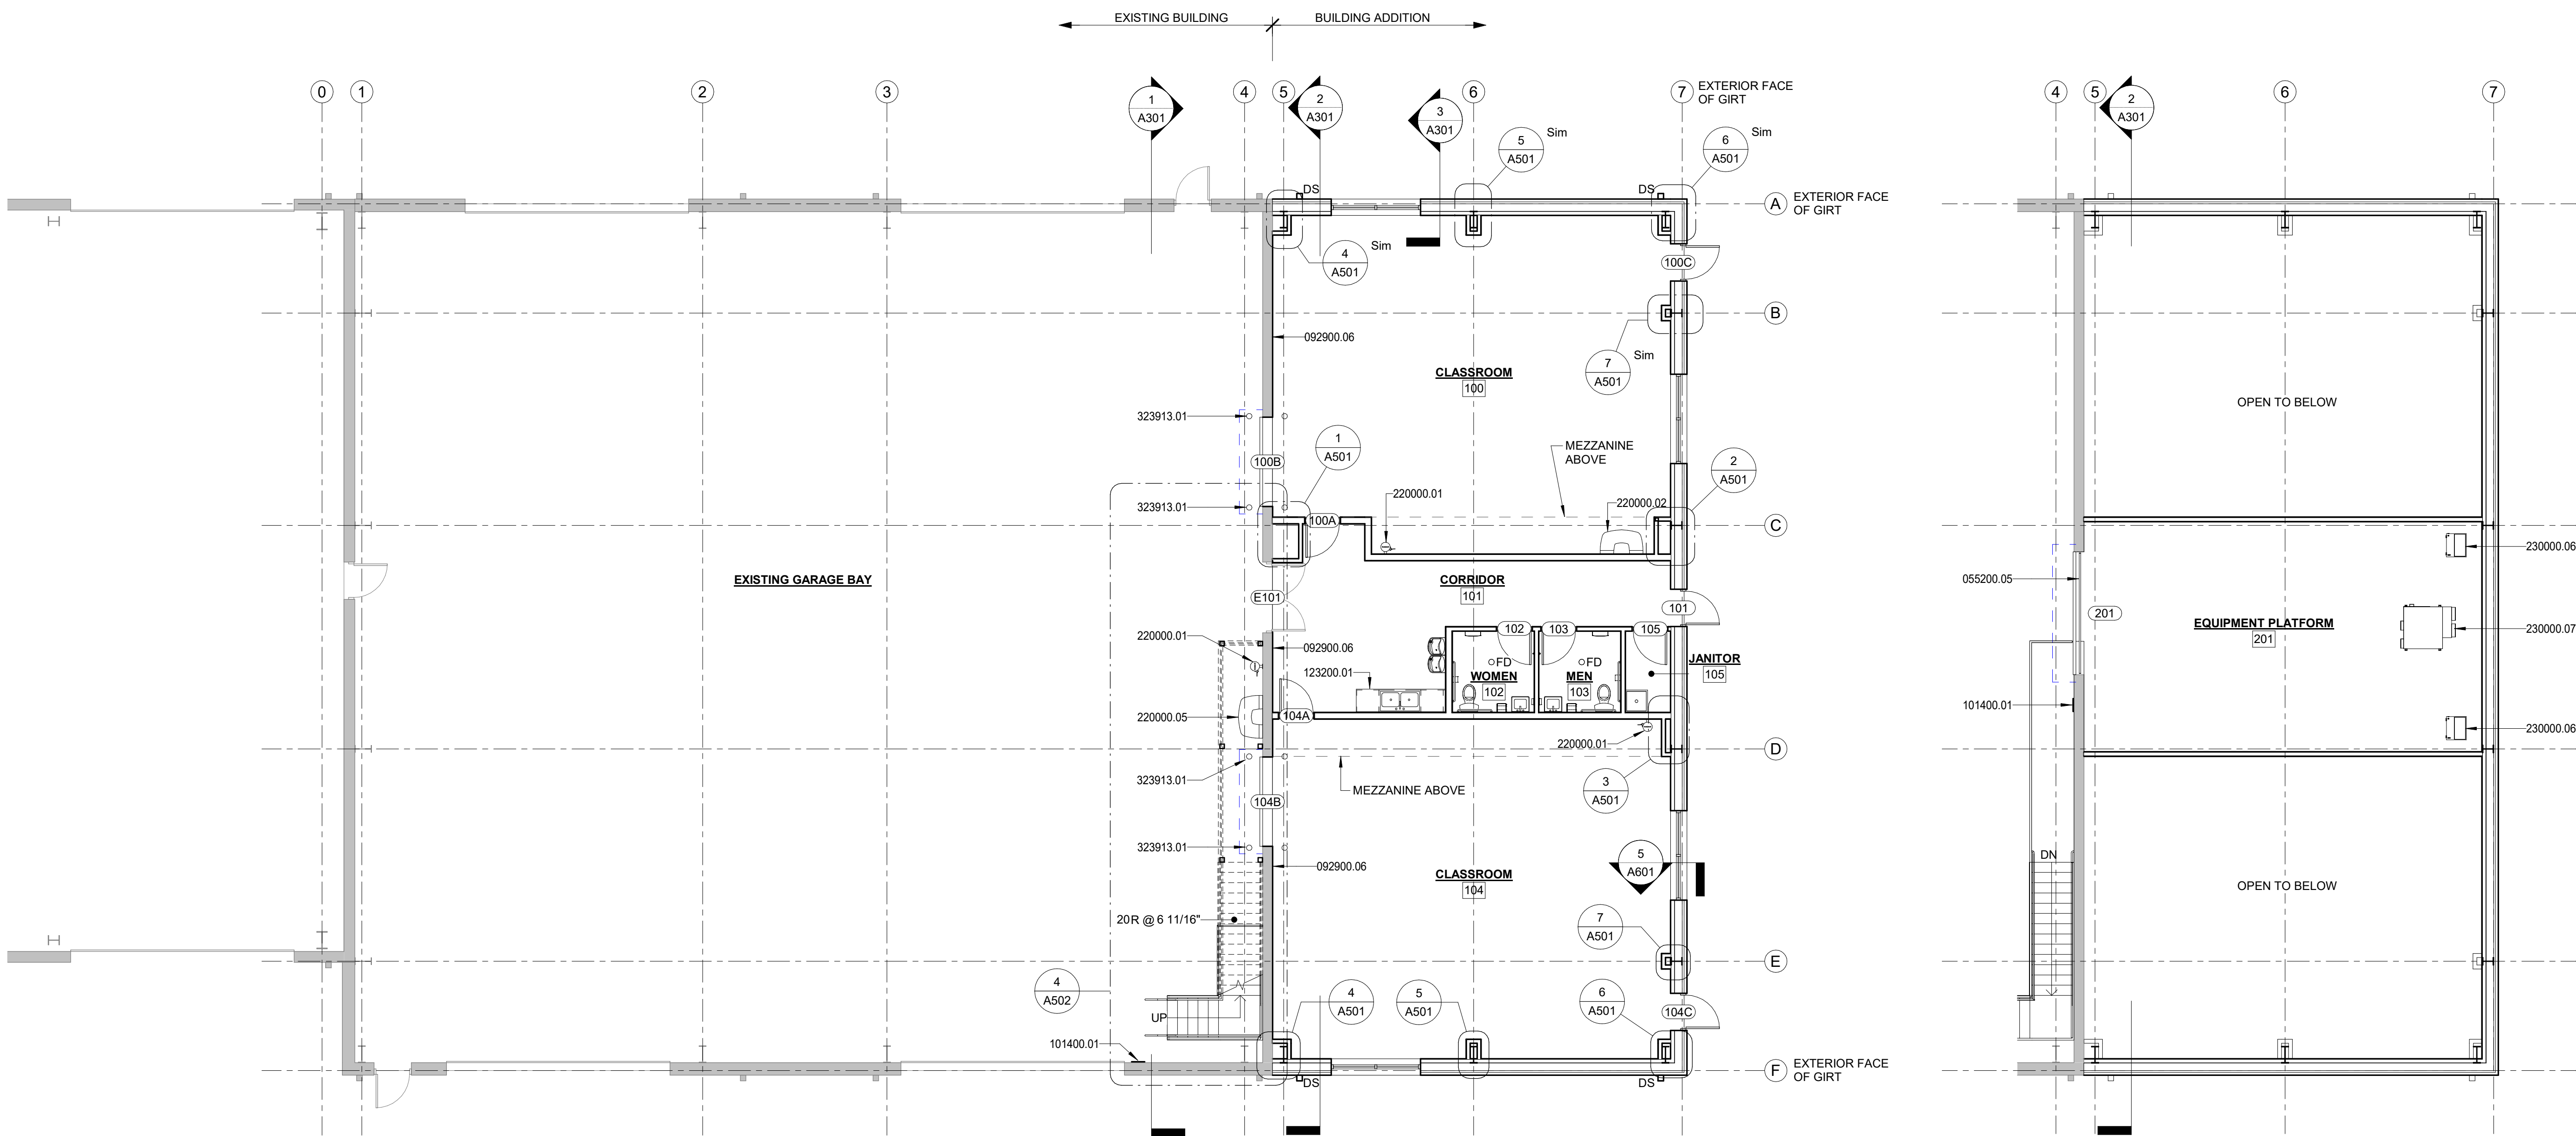 EXISTING BUILDING
BUILDING ADDITION
0
1
2
3
4
5
6
7
EXTERIOR FACE
OF GIRT
4
5
6
7
1
A301
2
A301
3
A301
5
A501
Sim
6
A501
Sim
2
A301
DS
DS
A
EXTERIOR FACE
OF GIRT
4
A501
Sim
100C
B
092900.06
7
A501
Sim
CLASSROOM
100
OPEN TO BELOW
323913.01
1
A501
MEZZANINE
ABOVE
100B
2
A501
220000.01
220000.02
323913.01
100A
C
230000.06
EXISTING GARAGE BAY
CORRIDOR
101
055200.05
E101
101
201
EQUIPMENT PLATFORM
201
230000.07
220000.01
102
103
105
092900.06
FD
FD
JANITOR
105
123200.01
WOMEN
102
MEN
103
101400.01
220000.05
104A
230000.06
220000.01
D
323913.01
3
A501
MEZZANINE ABOVE
104B
323913.01
5
A601
DN
092900.06
CLASSROOM
104
OPEN TO BELOW
20R @ 6 11/16"
7
A501
E
4
A502
4
A501
5
A501
6
A501
104C
UP
101400.01
F
EXTERIOR FACE
OF GIRT
DS
DS